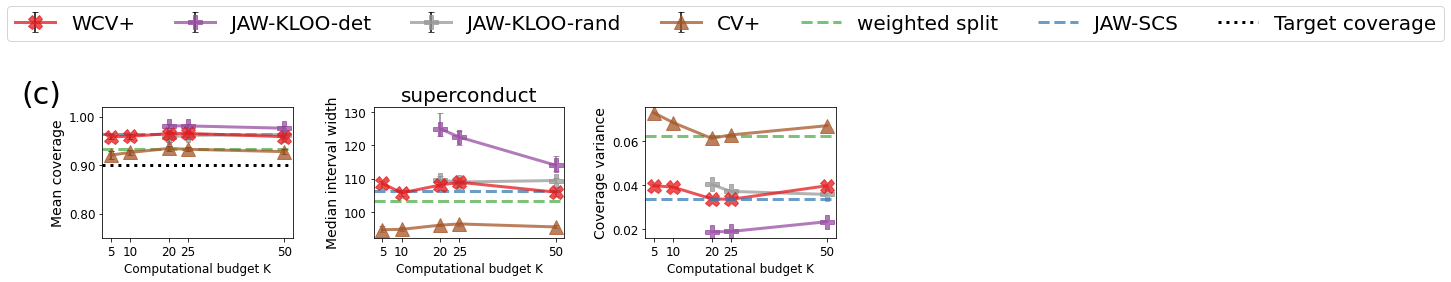 WCV+ JAW-KLOO-det JAW-KLOO-rand CV+ weighted split JAW-SCS Target coverage
(c)
superconduct
Mean coverage
1.00
0.90
0.80
5 10 20 25 50
Computational budget K
Median interval width
130
120
110
100
5 10 20 25 50
Computational budget K
Coverage variance
0.06
0.04
0.02
5 10 20 25 50
Computational budget K